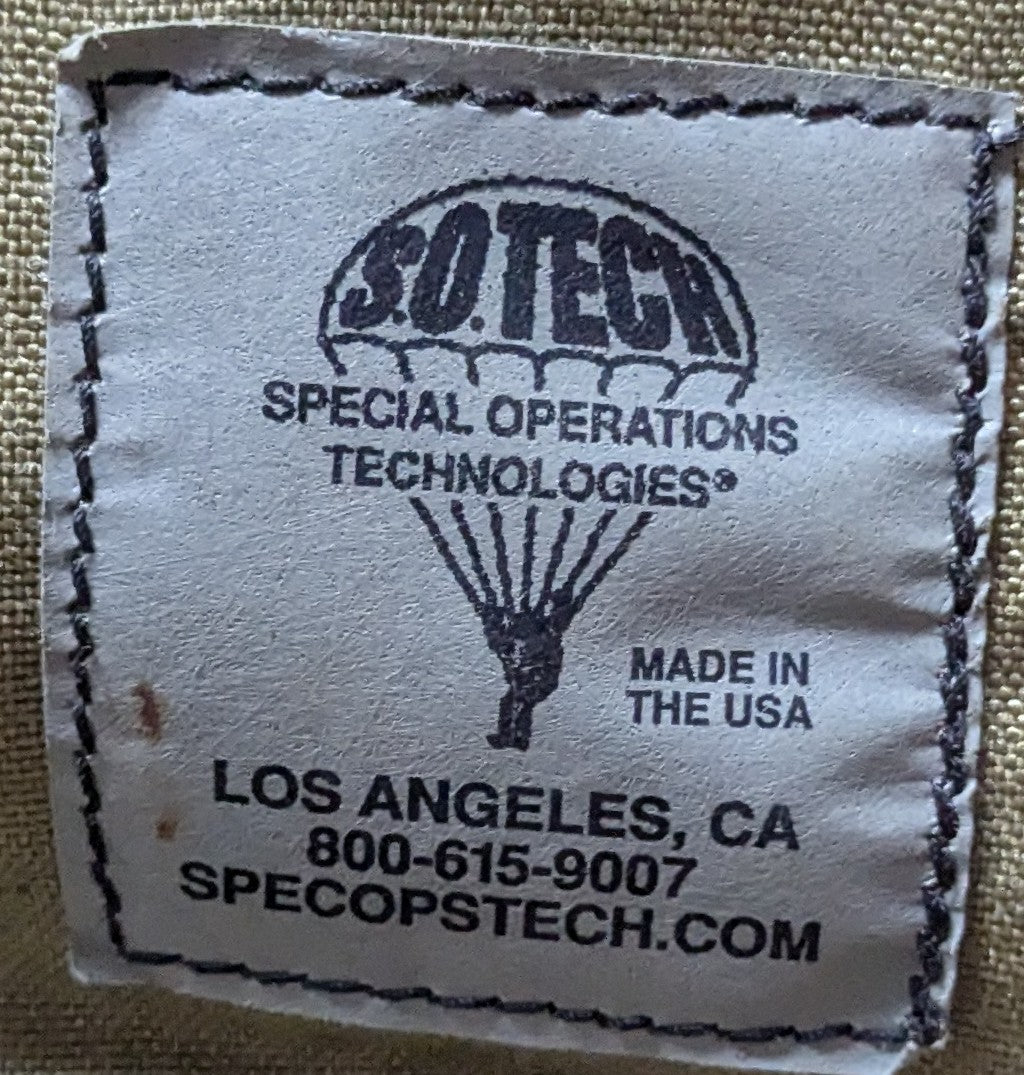 S.O.TECH
SPECIAL OPERATIONS
TECHNOLOGIES®
MADE IN
THE USA
LOS ANGELES, CA
800-615-9007
SPECOPSTECH.COM